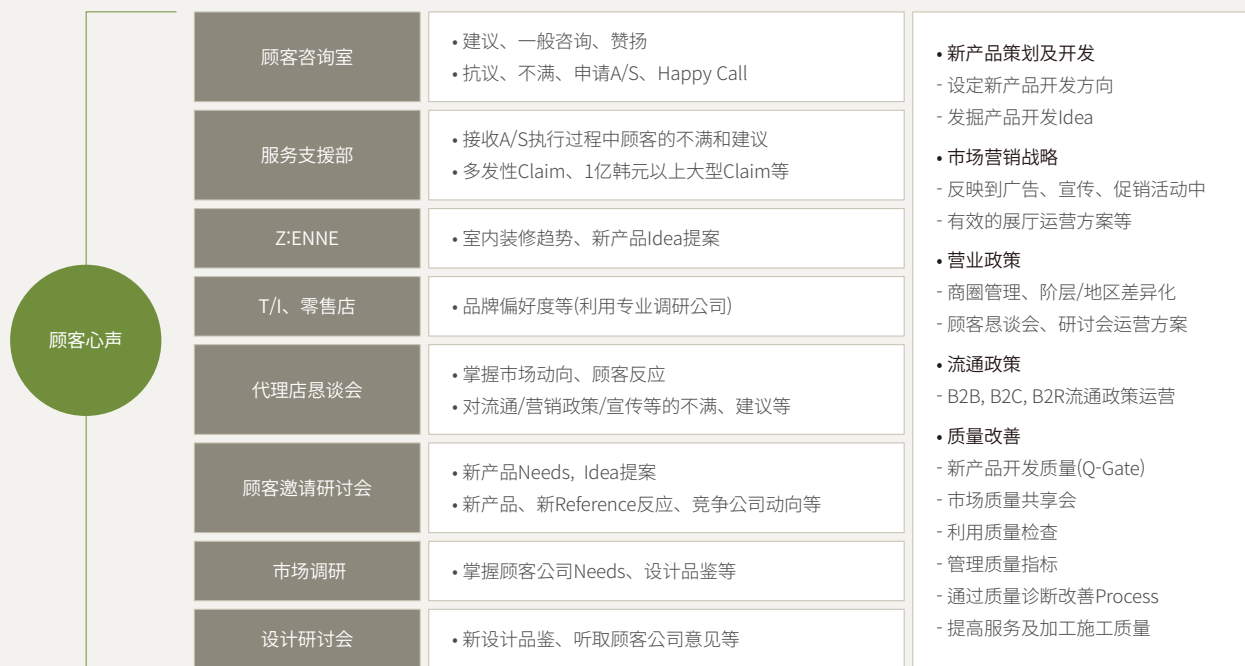 顾客心声
顾客咨询室
• 建议、一般咨询、赞扬
• 抗议、不满、申请A/S、Happy Call
服务支援部
• 接收A/S执行过程中顾客的不满和建议
• 多发性Claim、1亿韩元以上大型Claim等
Z:ENNE
• 室内装修趋势、新产品Idea提案
T/I、零售店
• 品牌偏好度等(利用专业调研公司)
代理店恳谈会
• 掌握市场动向、顾客反应
• 对流通/营销政策/宣传等的不满、建议等
顾客邀请研讨会
• 新产品Needs, Idea提案
• 新产品、新Reference反应、竞争公司动向等
市场调研
• 掌握顾客公司Needs、设计品鉴等
设计研讨会
• 新设计品鉴、听取顾客公司意见等
• 新产品策划及开发
- 设定新产品开发方向
- 发掘产品开发Idea
• 市场营销战略
- 反映到广告、宣传、促销活动中
- 有效的展厅运营方案等
• 营业政策
- 商圈管理、阶层/地区差异化
- 顾客恳谈会、研讨会运营方案
• 流通政策
- B2B, B2C, B2R流通政策运营
• 质量改善
- 新产品开发质量(Q-Gate)
- 市场质量共享会
- 利用质量检查
- 管理质量指标
- 通过质量诊断改善Process
- 提高服务及加工施工质量